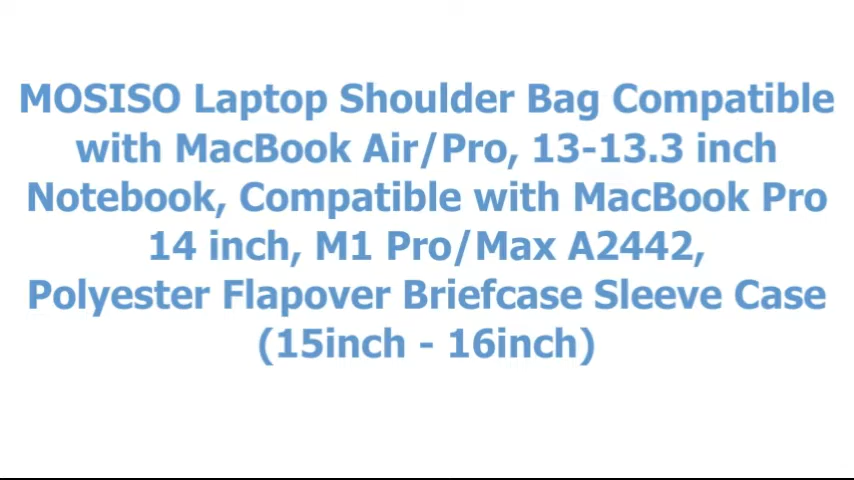 MOSISO Laptop Shoulder Bag Compatible
with MacBook Air/Pro, 13-13.3 inch
Notebook, Compatible with MacBook Pro
14 inch, M1 Pro/Max A2442,
Polyester Flapover Briefcase Sleeve Case
(15inch - 16inch)